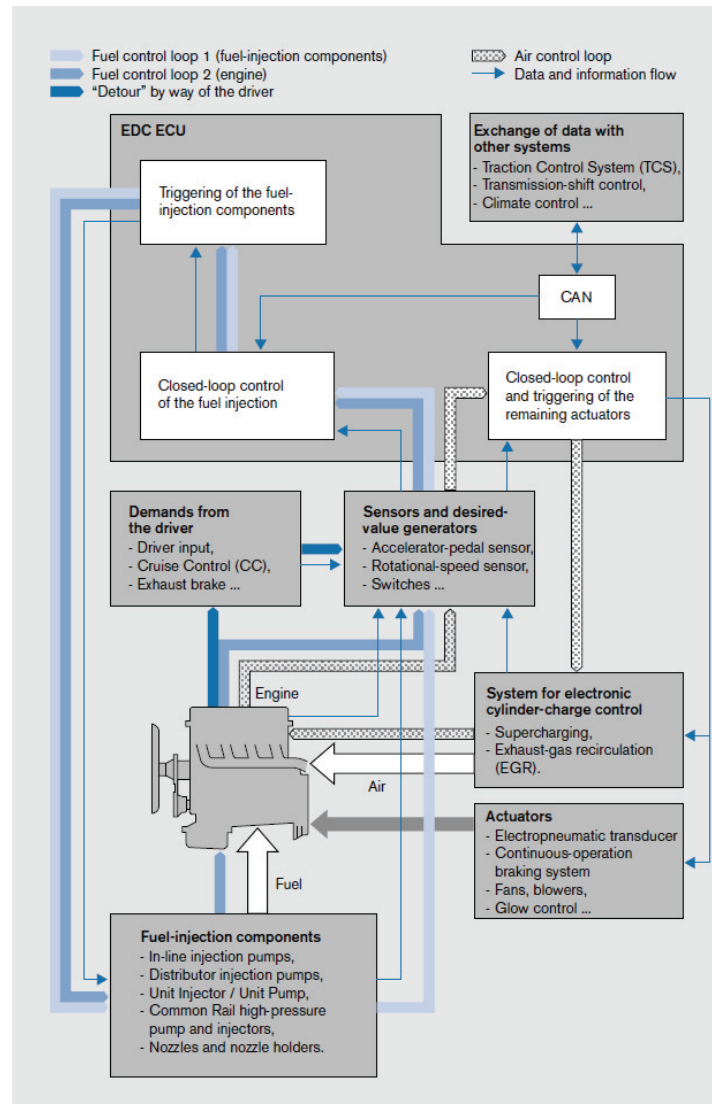 Fuel control loop 1 (fuel-injection components)
Fuel control loop 2 (engine)
“Detour” by way of the driver
Air control loop
Data and information flow
EDC ECU
Exchange of data with
other systems
- Traction Control System (TCS),
- Transmission-shift control,
- Climate control ...
Triggering of the fuel-
injection components
CAN
Closed-loop control
of the fuel injection
Closed-loop control
and triggering of the
remaining actuators
Demands from
the driver
- Driver input,
- Cruise Control (CC),
- Exhaust brake ...
Sensors and desired-
value generators
- Accelerator-pedal sensor,
- Rotational-speed sensor,
- Switches ...
Engine
System for electronic
cylinder-charge control
- Supercharging,
- Exhaust-gas recirculation
(EGR).
Air
Actuators
- Electropneumatic transducer
- Continuous-operation
braking system
- Fans, blowers,
- Glow control ...
Fuel
Fuel-injection components
- In-line injection pumps,
- Distributor injection pumps,
- Unit Injector / Unit Pump,
- Common Rail high-pressure
pump and injectors,
- Nozzles and nozzle holders.